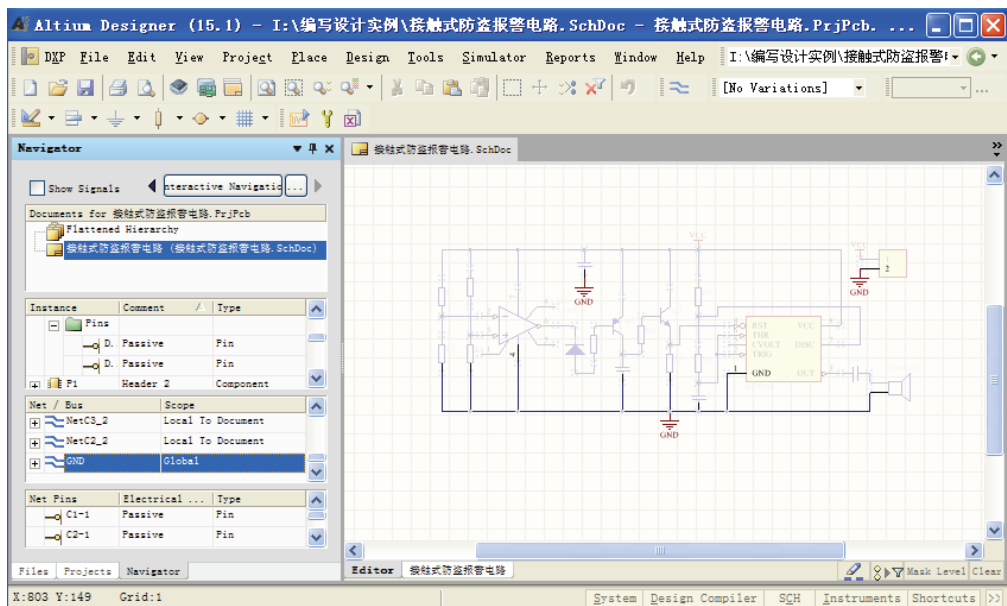 Altium Designer (15.1) - I:\编写设计实例\接触式防盗报警电路.SchDoc - 接触式防盗报警电路.PrjPcb. ...
DXP File Edit View Project Place Design Tools Simulator Reports Window Help I:\编写设计实例\接触式防盗报警
[No Variations] ...
Navigator
接触式防盗报警电路.SchDoc
Show Signals nteractive Navigatio ...
Documents for 接触式防盗报警电路.PrjPcb
Flattened Hierarchy
接触式防盗报警电路 (接触式防盗报警电路.SchDoc)
Instance Comment Type
Pins
D. Passive Pin
D. Passive Pin
P1 Header 2 Component
Net / Bus Scope
NetC3_2 Local To Document
NetC2_2 Local To Document
GND Global
Net Pins Electrical ... Type
C1-1 Passive Pin
C2-1 Passive Pin
VCC
VCC
1
2
GND
GND
4
RST VCC
THR
CVOLT DISC
TRIG
1 GND OUT
GND
Files Projects Navigator
Editor 接触式防盗报警电路
Mask Level Clear
X:803 Y:149 Grid:1
System Design Compiler SCH Instruments Shortcuts >>